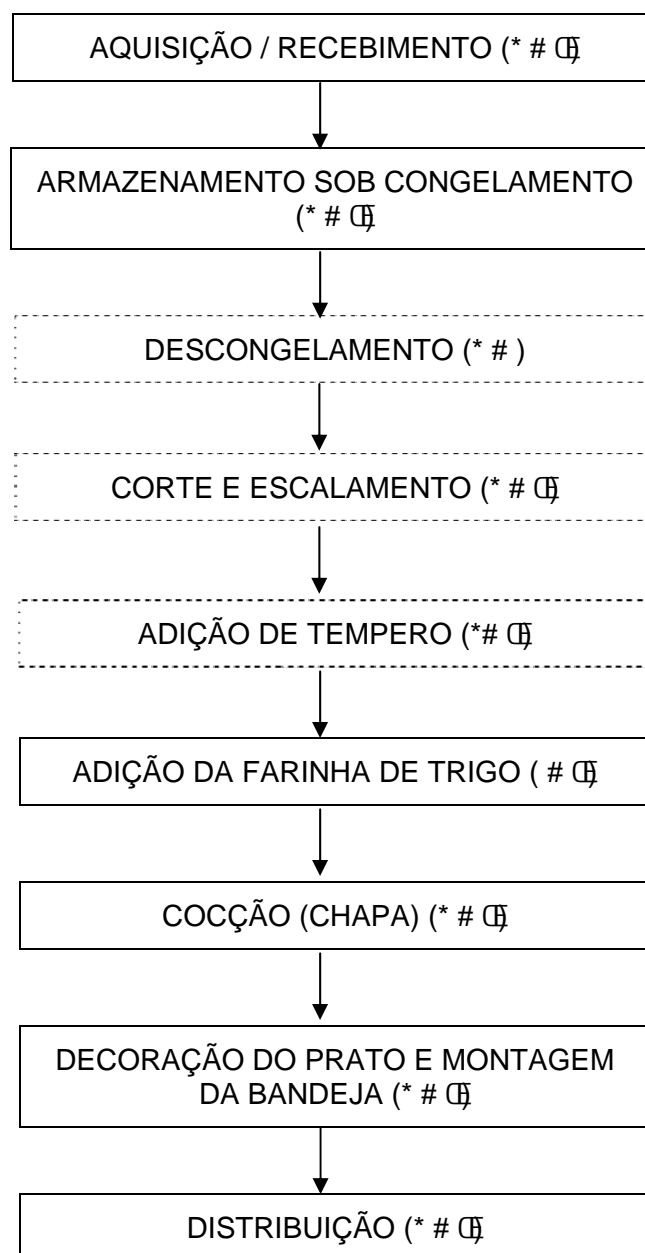 AQUISIÇÃO / RECEBIMENTO (* # Œ)
ARMAZENAMENTO SOB CONGELAMENTO
(* # Œ)
DESCONGELAMENTO (* # )
CORTE E ESCALAMENTO (* # Œ)
ADIÇÃO DE TEMPERO (*# Œ)
ADIÇÃO DA FARINHA DE TRIGO ( # Œ)
COCÇÃO (CHAPA) (* # Œ)
DECORAÇÃO DO PRATO E MONTAGEM
DA BANDEJA (* # Œ)
DISTRIBUIÇÃO (* # Œ)